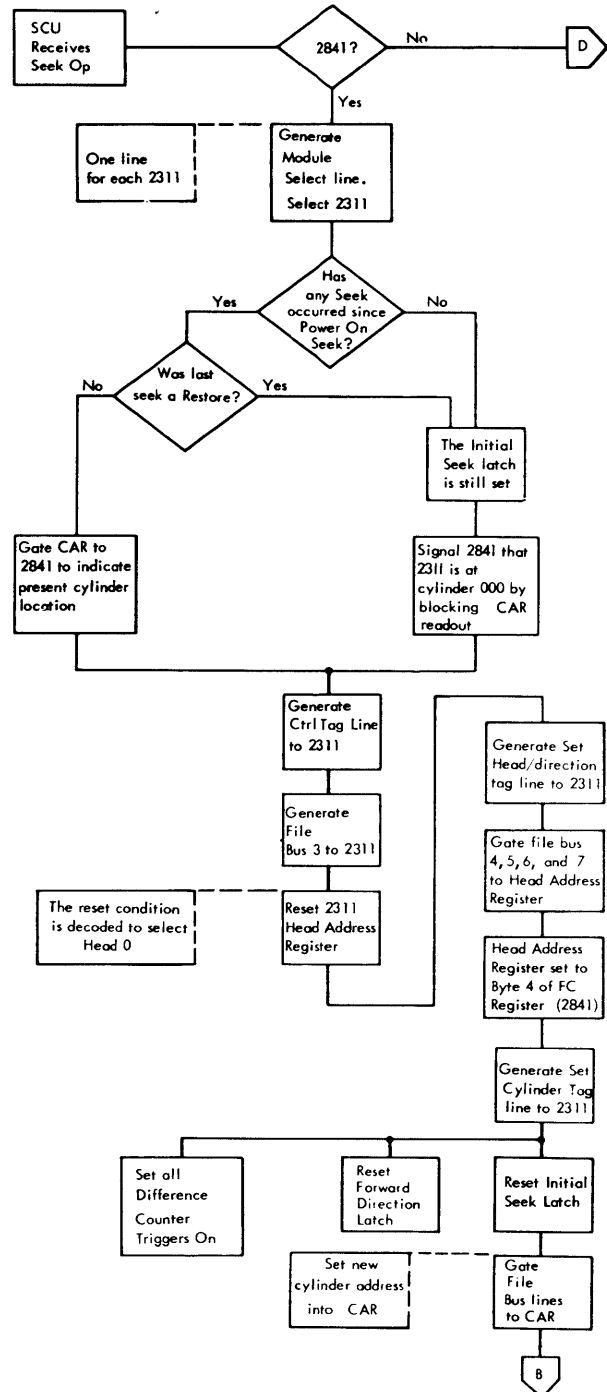 SCU
Receives
Seek Op
2841?
No
D
Yes
One line
for each 2311
Generate
Module
Select line.
Select 2311
Has
any Seek
occurred since
Power On
Seek?
Yes
No
Was last
seek a Restore?
No
Yes
The Initial
Seek latch
is still set
Gate CAR to
2841 to indicate
present cylinder
location
Signal 2841 that
2311 is at
cylinder 000 by
blocking CAR
readout
Generate
Ctrl Tag Line
to 2311
Generate
File
Bus 3 to 2311
The reset condition
is decoded to select
Head 0
Reset 2311
Head Address
Register
Generate Set
Head/direction
tag line to 2311
Gate file bus
4, 5, 6, and 7
to Head Address
Register
Head Address
Register set to
Byte 4 of FC
Register (2841)
Generate Set
Cylinder Tag
line to 2311
Set all
Difference
Counter
Triggers On
Reset
Forward
Direction
Latch
Reset Initial
Seek Latch
Set new
cylinder address
into CAR
Gate
File
Bus lines
to CAR
B